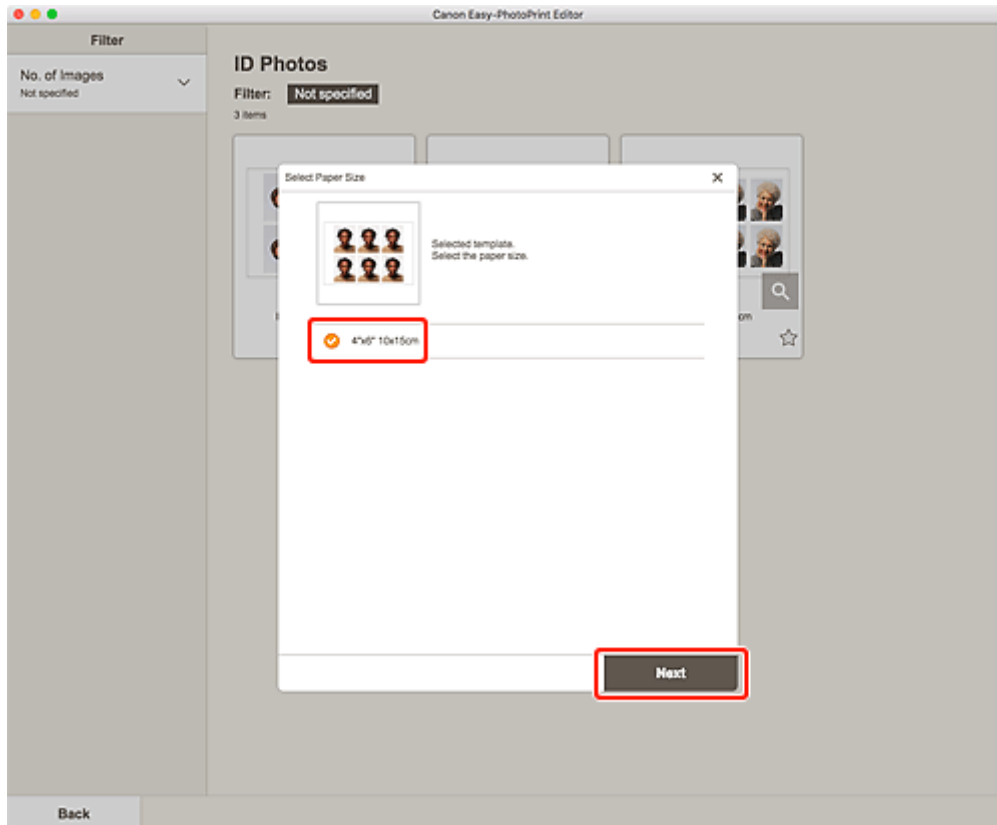 Canon Easy-PhotoPrint Editor
Filter
No. of Images
Not specified
ID Photos
Filter: Not specified
3 items
Select Paper Size
Selected template.
Select the paper size.
4"x6" 10x15cm
cm
Next
Back